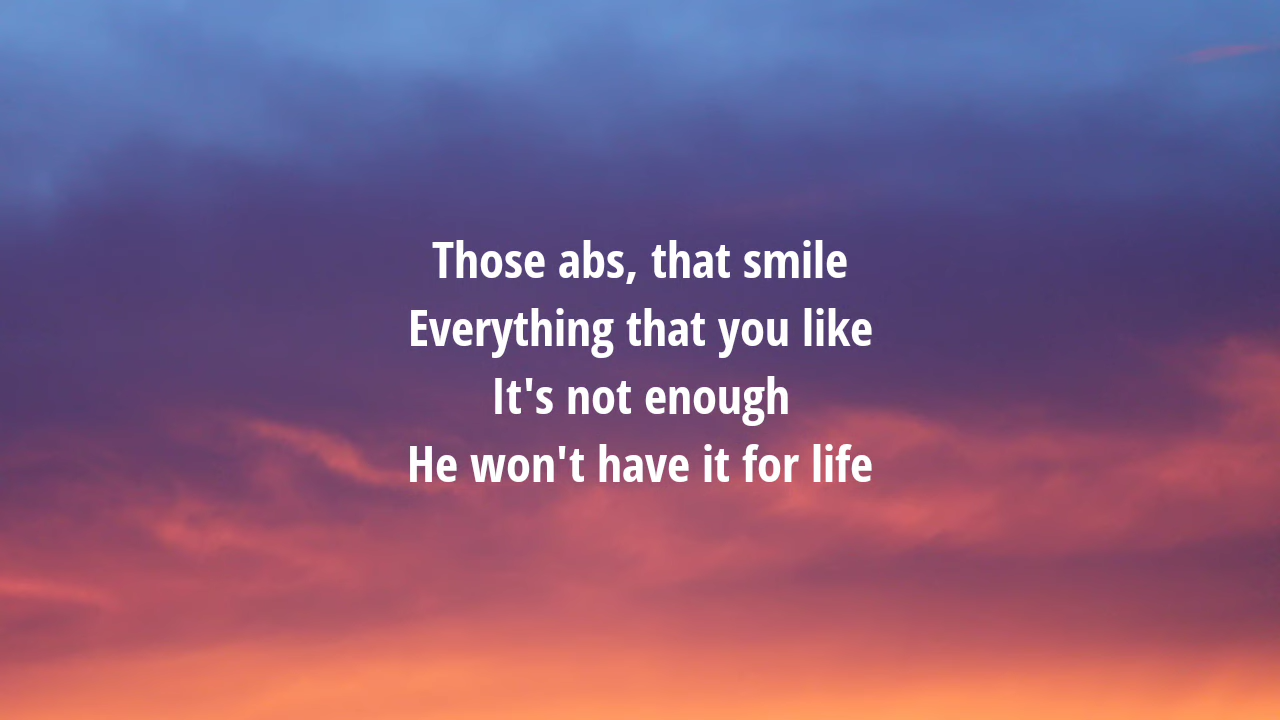 Those abs, that smile
Everything that you like
It's not enough
He won't have it for life